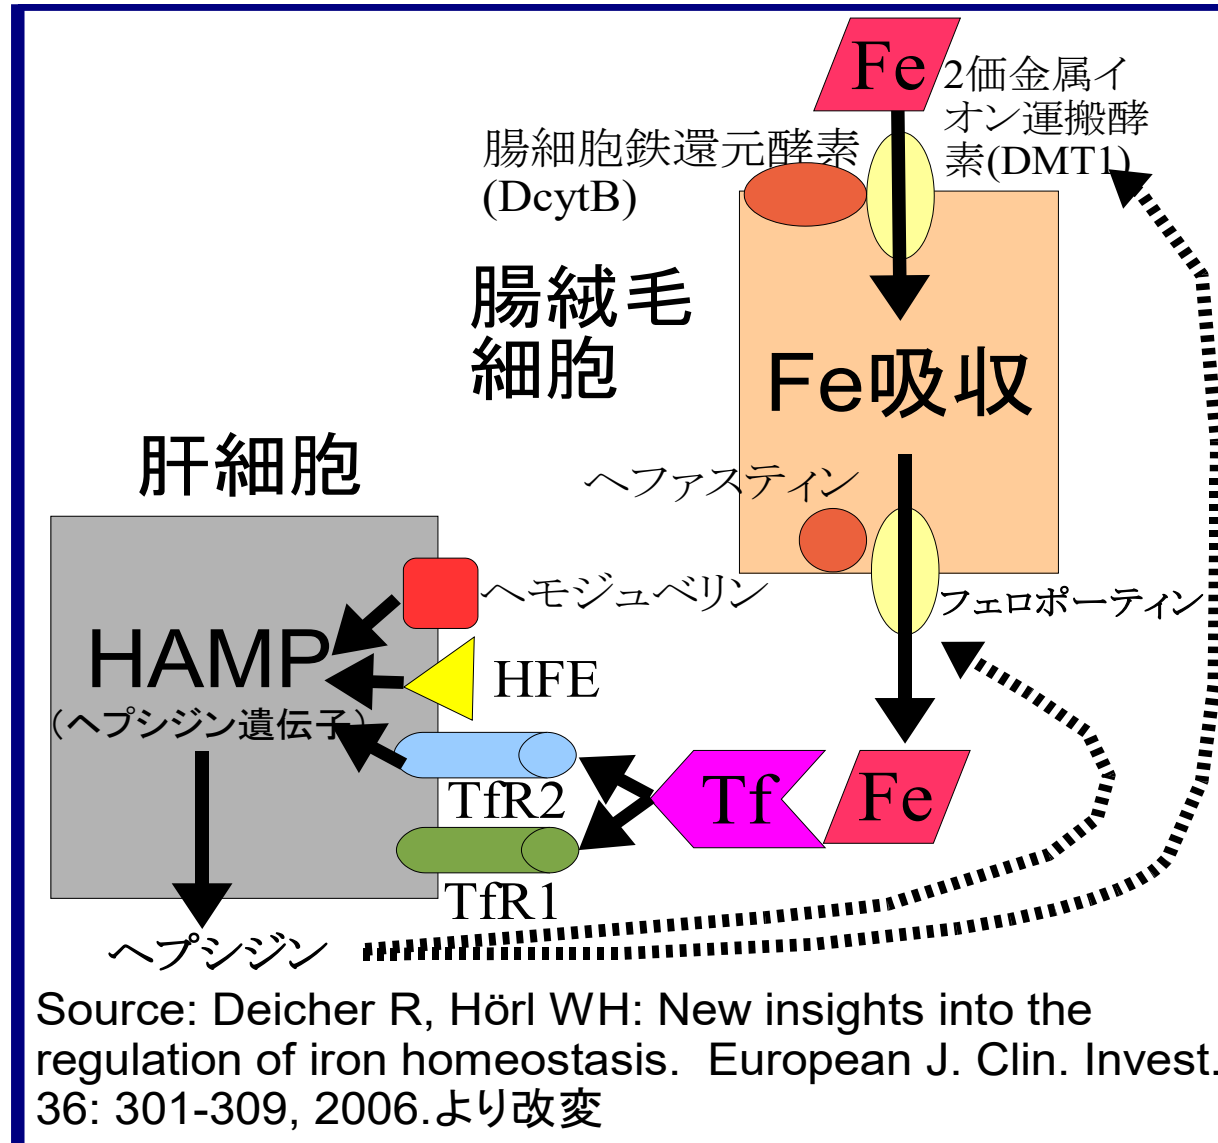 Fe
2価金属イ
オン運搬酵
素(DMT1)
腸細胞鉄還元酵素
(DcytB)
腸絨毛
細胞
Fe吸収
肝細胞
ヘファスティン
ヘモジュベリン
フェロポーティン
HAMP
(ヘプシジン遺伝子)
HFE
TfR2
Tf
Fe
TfR1
ヘプシジン
Source: Deicher R, Hörl WH: New insights into the
regulation of iron homeostasis. European J. Clin. Invest.
36: 301-309, 2006.より改変